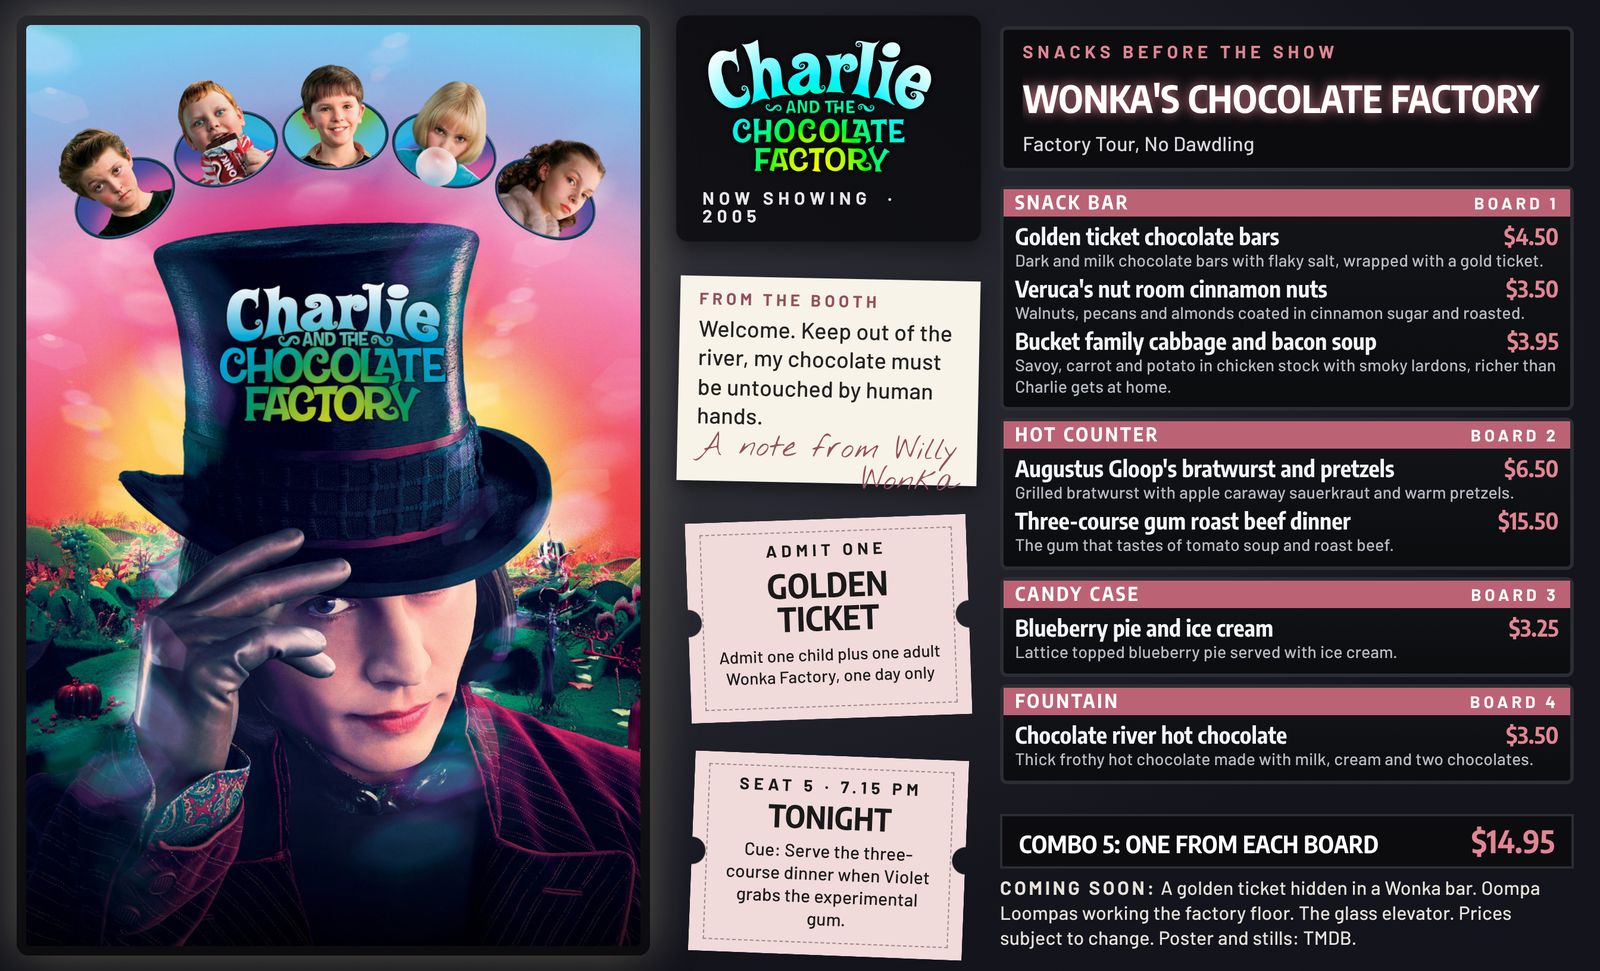 WONKA
Charlie
AND THE
CHOCOLATE
FACTORY
Charlie
AND THE
CHOCOLATE
FACTORY
NOW SHOWING ·
2005
FROM THE BOOTH
Welcome. Keep out of the
river, my chocolate must
be untouched by human
hands.
A note from Willy
Wonka
ADMIT ONE
GOLDEN
TICKET
Admit one child plus one adult
Wonka Factory, one day only
SEAT 5 · 7.15 PM
TONIGHT
Cue: Serve the three-
course dinner when Violet
grabs the experimental
gum.
SNACKS BEFORE THE SHOW
WONKA'S CHOCOLATE FACTORY
Factory Tour, No Dawdling
SNACK BAR BOARD 1
Golden ticket chocolate bars $4.50
Dark and milk chocolate bars with flaky salt, wrapped with a gold ticket.
Veruca's nut room cinnamon nuts $3.50
Walnuts, pecans and almonds coated in cinnamon sugar and roasted.
Bucket family cabbage and bacon soup $3.95
Savoy, carrot and potato in chicken stock with smoky lardons, richer than
Charlie gets at home.
HOT COUNTER BOARD 2
Augustus Gloop's bratwurst and pretzels $6.50
Grilled bratwurst with apple caraway sauerkraut and warm pretzels.
Three-course gum roast beef dinner $15.50
The gum that tastes of tomato soup and roast beef.
CANDY CASE BOARD 3
Blueberry pie and ice cream $3.25
Lattice topped blueberry pie served with ice cream.
FOUNTAIN BOARD 4
Chocolate river hot chocolate $3.50
Thick frothy hot chocolate made with milk, cream and two chocolates.
COMBO 5: ONE FROM EACH BOARD $14.95
COMING SOON: A golden ticket hidden in a Wonka bar. Oompa
Loompas working the factory floor. The glass elevator. Prices
subject to change. Poster and stills: TMDB.